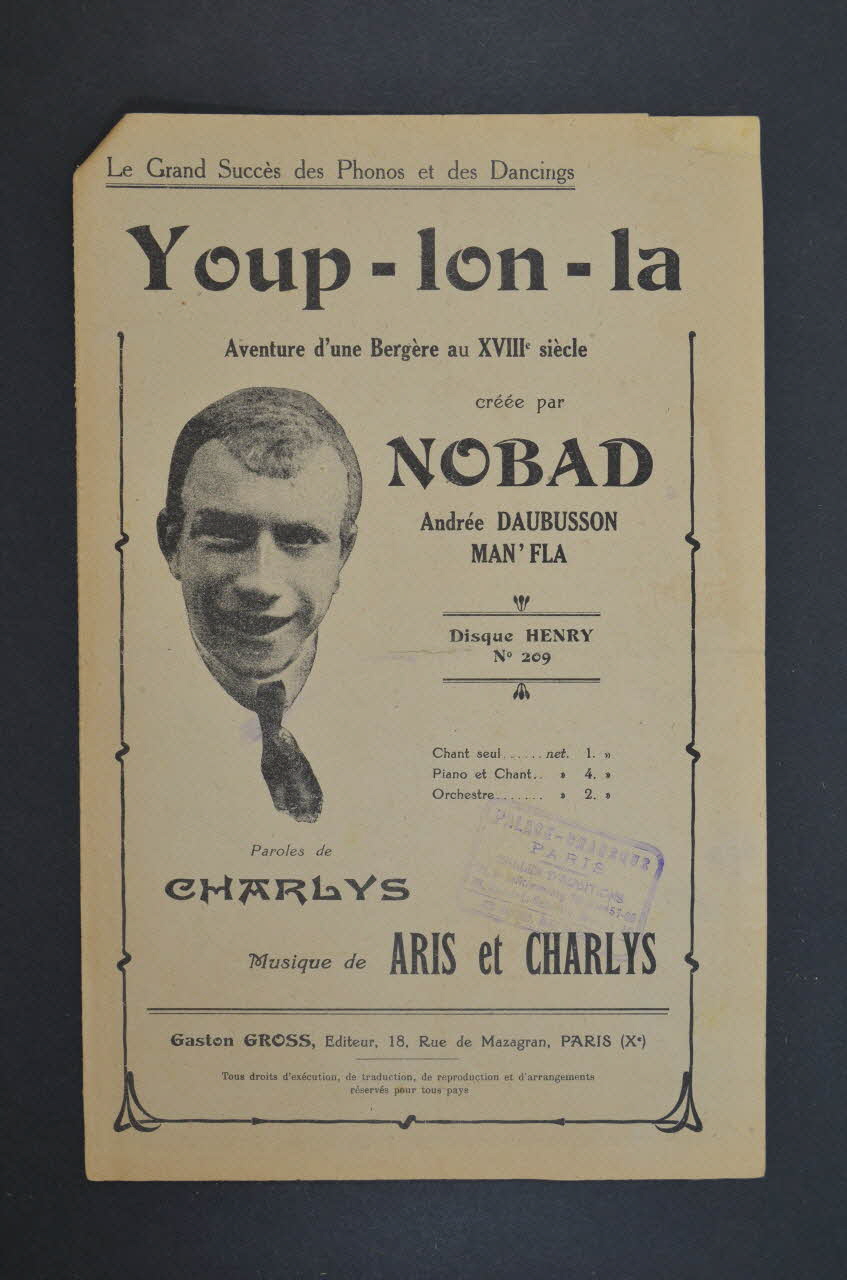 Le Grand Succès des Phonos et des Dancings
Youp-lon-la
Aventure d'une Bergère au XVIIIe siècle
créée par
NOBAD
Andrée DAUBUSSON
MAN' FLA
Disque HENRY
No 209
Chant seul...... net. 1. »
Piano et Chant.. » 4. »
Orchestre....... » 2. »
PARIS
Paroles de
CHARLYS
Musique de ARIS et CHARLYS
Gaston GROSS, Editeur, 18, Rue de Mazagran, PARIS (Xe)
Tous droits d'exécution, de traduction, de reproduction et d'arrangements
réservés pour tous pays